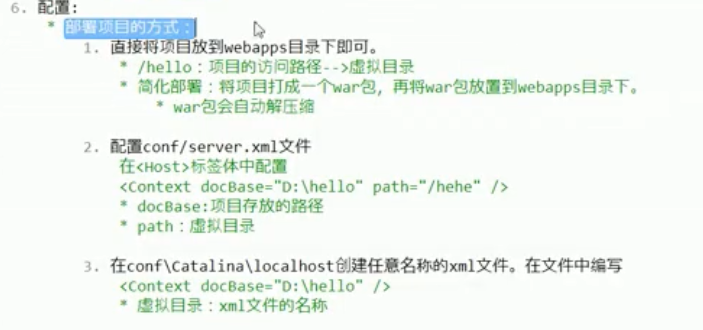 6. 配置:
* 部署项目的方式：
1. 直接将项目放到webapps目录下即可。
* /hello：项目的访问路径-->虚拟目录
* 简化部署：将项目打成一个war包，再将war包放置到webapps目录下。
* war包会自动解压缩
2. 配置conf/server.xml文件
在<Host>标签体中配置
<Context docBase="D:\hello" path="/hehe" />
* docBase:项目存放的路径
* path：虚拟目录
3. 在conf\Catalina\localhost创建任意名称的xml文件。在文件中编写
<Context docBase="D:\hello" />
* 虚拟目录：xml文件的名称